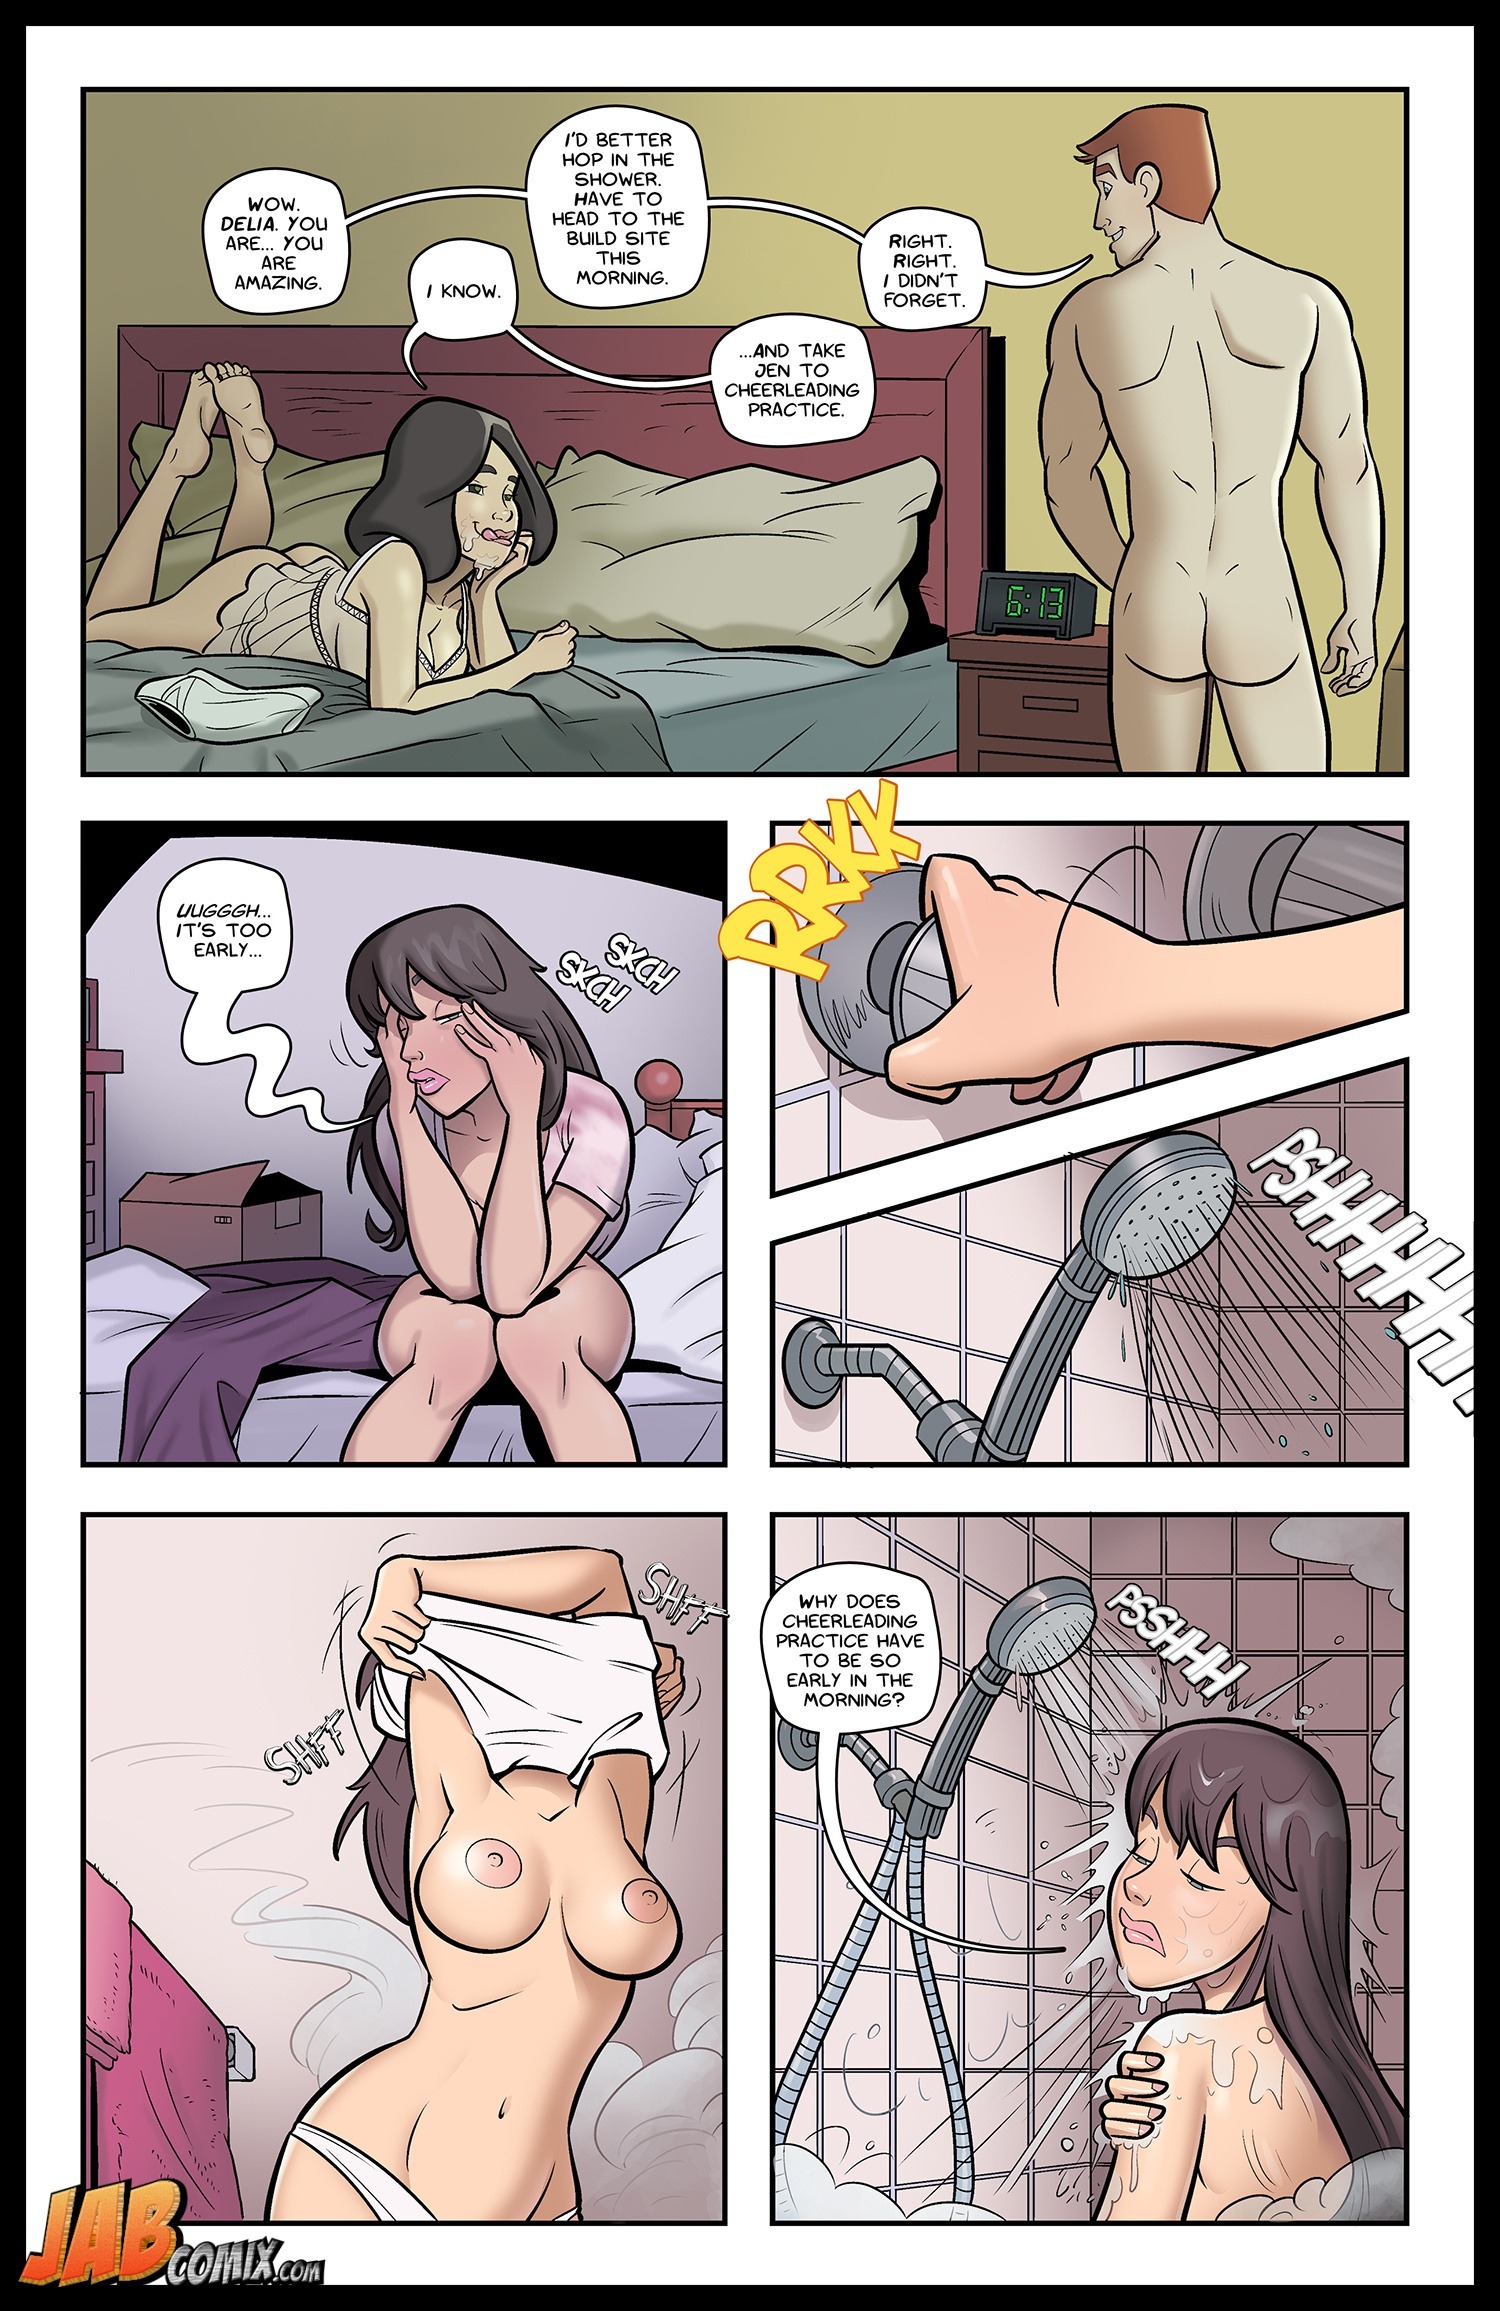 WOW.
DELIA. YOU
ARE... YOU
ARE
AMAZING.
I'D BETTER
HOP IN THE
SHOWER.
HAVE TO
HEAD TO THE
BUILD SITE
THIS
MORNING.
I KNOW.
...AND TAKE
JEN TO
CHEERLEADING
PRACTICE.
RIGHT.
RIGHT.
I DIDN'T
FORGET.
6:13
UUGGGH...
IT'S TOO
EARLY...
SKCH
SKCH
RRKK
PSHHHHHH
SHFF
SHFF
WHY DOES
CHEERLEADING
PRACTICE HAVE
TO BE SO
EARLY IN THE
MORNING?
PSSHHH
JABCOMIX.COM